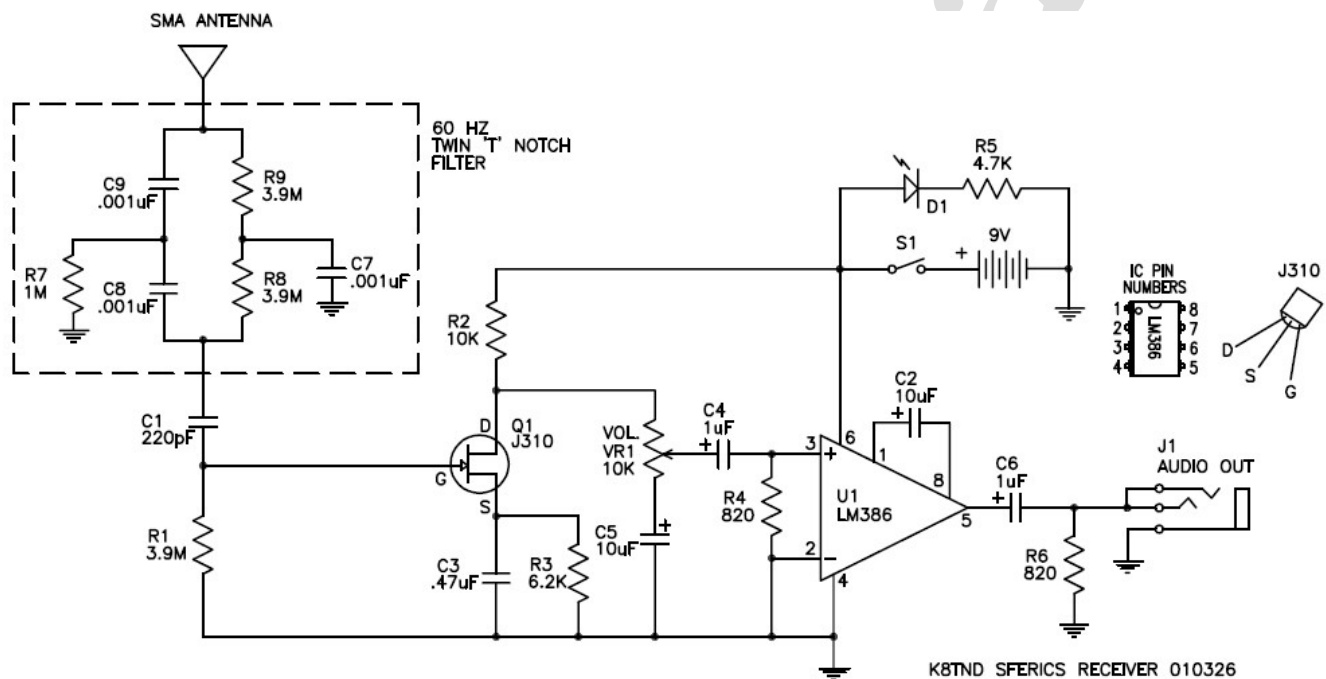 SMA ANTENNA
60 HZ
TWIN 'T' NOTCH
FILTER
C9
.001uF
R9
3.9M
R7
1M
C8
.001uF
R8
3.9M
C7
.001uF
R5
4.7K
D1
S1
+
9V
IC PIN
NUMBERS
1
2
3
4
LM386
8
7
6
5
J310
D
S
G
R2
10K
C1
220pF
D
Q1
J310
G
S
VOL.
VR1
10K
C4
1uF
+
C2
10uF
+
3
+
6
1
8
U1
LM386
5
2
–
4
C6
1uF
+
J1
AUDIO OUT
R1
3.9M
C3
.47uF
R3
6.2K
C5
10uF
+
R4
820
R6
820
K8TND SFERICS RECEIVER 010326